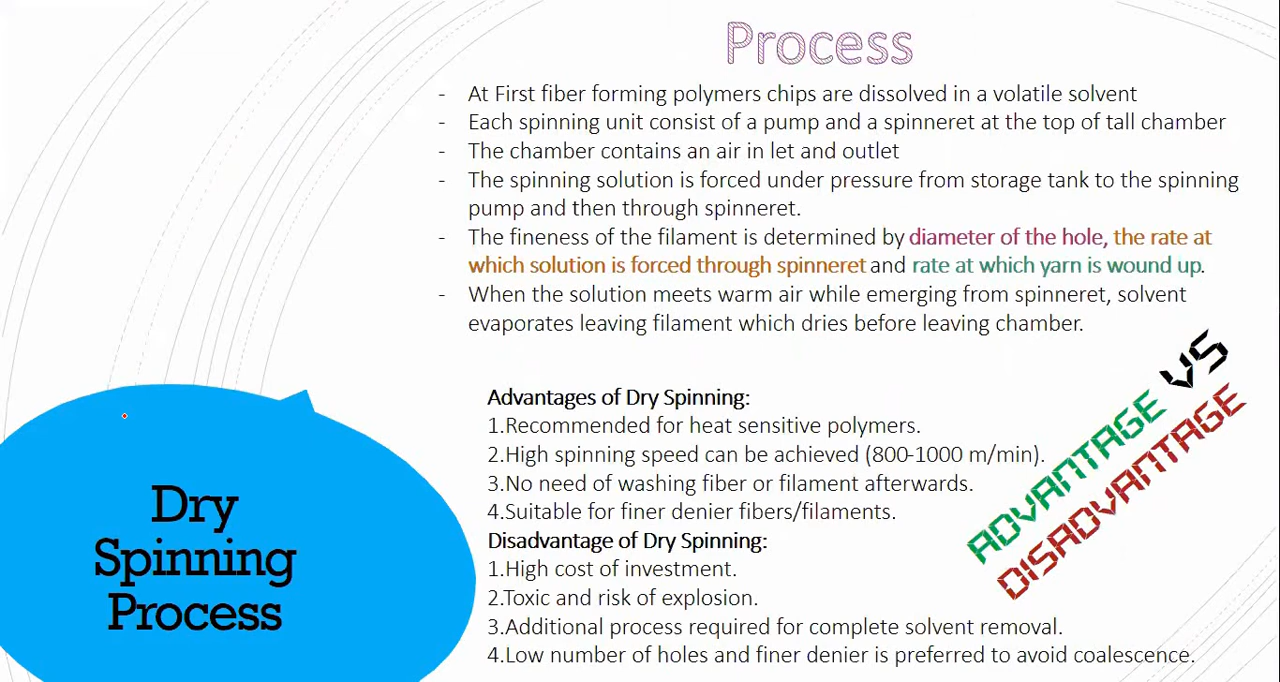 Process
- At First fiber forming polymers chips are dissolved in a volatile solvent
- Each spinning unit consist of a pump and a spinneret at the top of tall chamber
- The chamber contains an air in let and outlet
- The spinning solution is forced under pressure from storage tank to the spinning
pump and then through spinneret.
- The fineness of the filament is determined by diameter of the hole, the rate at
which solution is forced through spinneret and rate at which yarn is wound up.
- When the solution meets warm air while emerging from spinneret, solvent
evaporates leaving filament which dries before leaving chamber.
Advantages of Dry Spinning:
1.Recommended for heat sensitive polymers.
2.High spinning speed can be achieved (800-1000 m/min).
3.No need of washing fiber or filament afterwards.
4.Suitable for finer denier fibers/filaments.
Disadvantage of Dry Spinning:
1.High cost of investment.
2.Toxic and risk of explosion.
3.Additional process required for complete solvent removal.
4.Low number of holes and finer denier is preferred to avoid coalescence.
ADVANTAGE VS
DISADVANTAGE
Dry
Spinning
Process